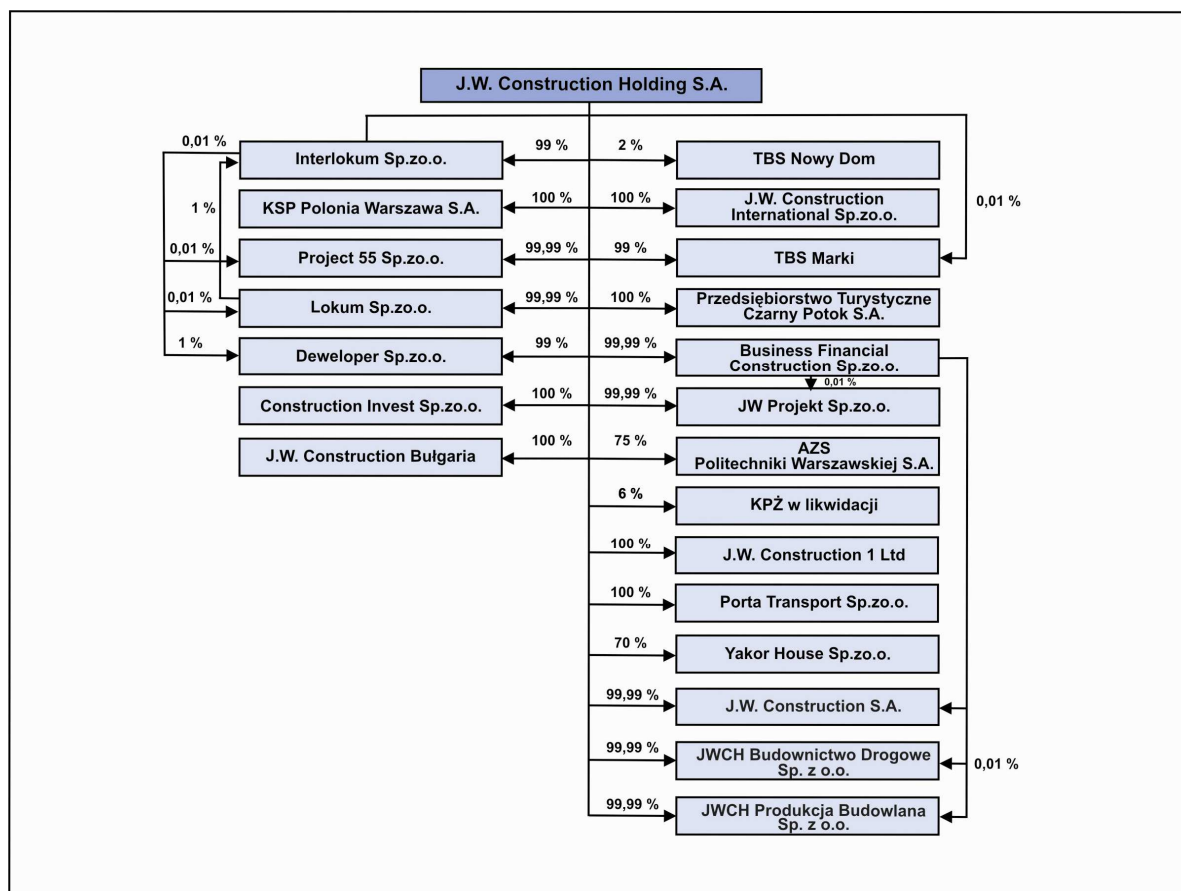 J.W. Construction Holding S.A.
0,01 %
Interlokum Sp.zo.o.
99 %
2 %
TBS Nowy Dom
1 %
KSP Polonia Warszawa S.A.
100 %
100 %
J.W. Construction
International Sp.zo.o.
0,01 %
0,01 %
Project 55 Sp.zo.o.
99,99 %
99 %
TBS Marki
0,01 %
Lokum Sp.zo.o.
99,99 %
100 %
Przedsiębiorstwo Turystyczne
Czarny Potok S.A.
1 %
Deweloper Sp.zo.o.
99 %
99,99 %
Business Financial
Construction Sp.zo.o.
0,01 %
Construction Invest Sp.zo.o.
100 %
99,99 %
JW Projekt Sp.zo.o.
J.W. Construction Bułgaria
100 %
75 %
AZS
Politechniki Warszawskiej S.A.
6 %
KPŻ w likwidacji
100 %
J.W. Construction 1 Ltd
100 %
Porta Transport Sp.zo.o.
70 %
Yakor House Sp.zo.o.
99,99 %
J.W. Construction S.A.
99,99 %
JWCH Budownictwo Drogowe
Sp. z o.o.
0,01 %
99,99 %
JWCH Produkcja Budowlana
Sp. z o.o.